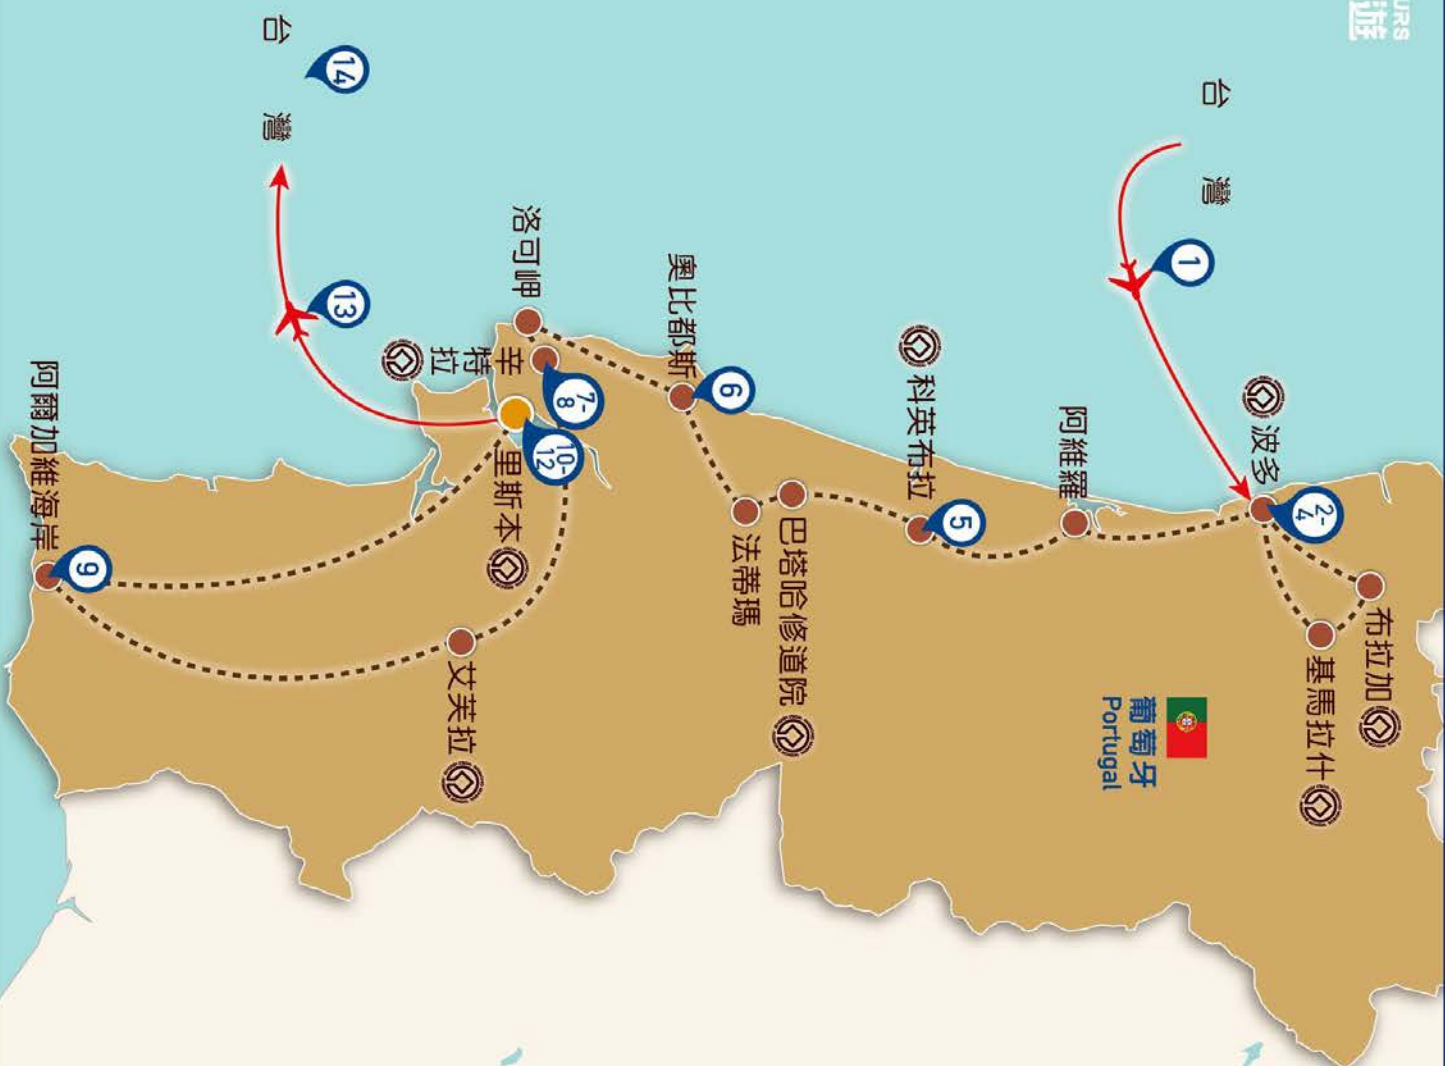 URS
遊
台灣
1
波多
2-4
布拉加
基馬拉什
葡萄牙
Portugal
阿維羅
科英布拉
5
巴塔哈修道院
法蒂瑪
奧比都斯
6
洛可岬
辛特拉
7-8
里斯本
10-12
艾芙拉
阿爾加維海岸
9
13
台灣
14